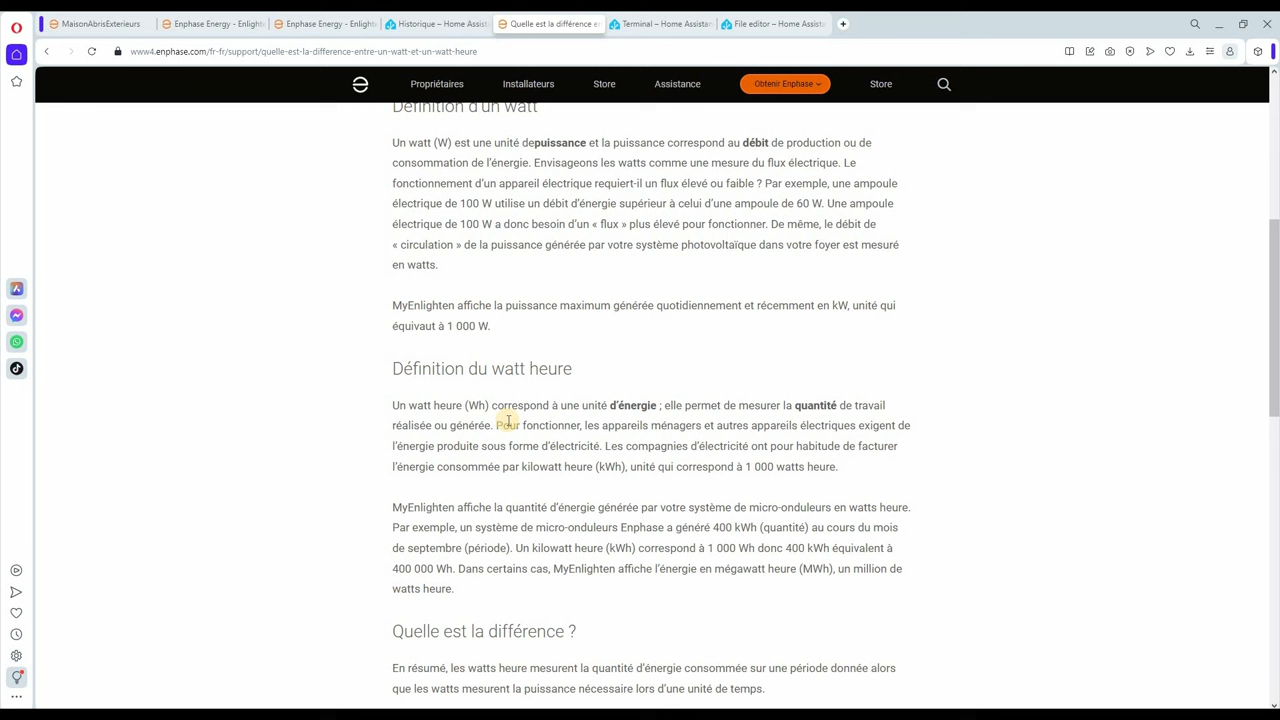 MaisonAbrisExterieurs
Enphase Energy - Enlighte
Enphase Energy - Enlighte
Historique – Home Assist
Quelle est la différence e
Terminal – Home Assistan
File editor – Home Assista
www4.enphase.com/fr-fr/support/quelle-est-la-difference-entre-un-watt-et-un-watt-heure
Propriétaires
Installateurs
Store
Assistance
Obtenir Enphase
Store
Définition d'un watt
Un watt (W) est une unité depuissance et la puissance correspond au débit de production ou de
consommation de l'énergie. Envisageons les watts comme une mesure du flux électrique. Le
fonctionnement d'un appareil électrique requiert-il un flux élevé ou faible ? Par exemple, une ampoule
électrique de 100 W utilise un débit d'énergie supérieur à celui d'une ampoule de 60 W. Une ampoule
électrique de 100 W a donc besoin d'un « flux » plus élevé pour fonctionner. De même, le débit de
« circulation » de la puissance générée par votre système photovoltaïque dans votre foyer est mesuré
en watts.
MyEnlighten affiche la puissance maximum générée quotidiennement et récemment en kW, unité qui
équivaut à 1 000 W.
Définition du watt heure
Un watt heure (Wh) correspond à une unité d'énergie ; elle permet de mesurer la quantité de travail
réalisée ou générée. Pour fonctionner, les appareils ménagers et autres appareils électriques exigent de
l'énergie produite sous forme d'électricité. Les compagnies d'électricité ont pour habitude de facturer
l'énergie consommée par kilowatt heure (kWh), unité qui correspond à 1 000 watts heure.
MyEnlighten affiche la quantité d'énergie générée par votre système de micro-onduleurs en watts heure.
Par exemple, un système de micro-onduleurs Enphase a généré 400 kWh (quantité) au cours du mois
de septembre (période). Un kilowatt heure (kWh) correspond à 1 000 Wh donc 400 kWh équivalent à
400 000 Wh. Dans certains cas, MyEnlighten affiche l'énergie en mégawatt heure (MWh), un million de
watts heure.
Quelle est la différence ?
En résumé, les watts heure mesurent la quantité d'énergie consommée sur une période donnée alors
que les watts mesurent la puissance nécessaire lors d'une unité de temps.